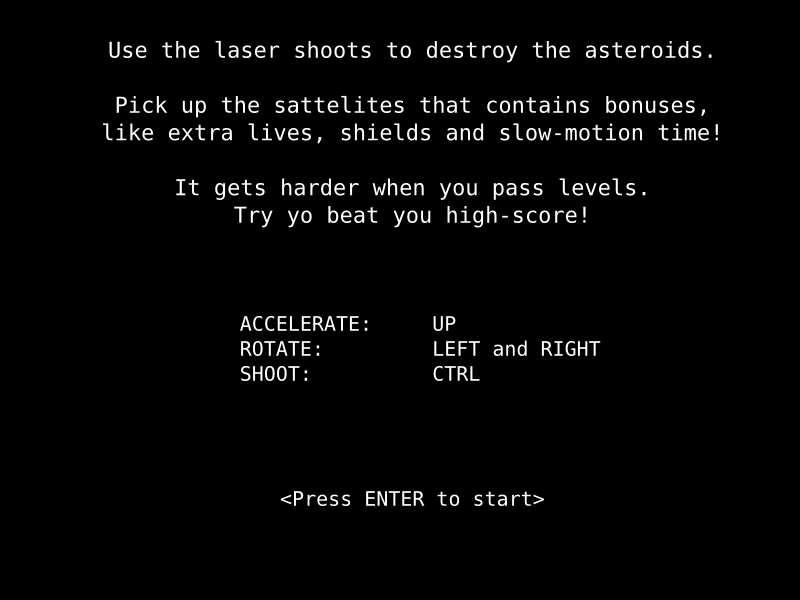 Use the laser shoots to destroy the asteroids.
Pick up the sattelites that contains bonuses,
like extra lives, shields and slow-motion time!
It gets harder when you pass levels.
Try yo beat you high-score!
ACCELERATE: UP
ROTATE: LEFT and RIGHT
SHOOT: CTRL
<Press ENTER to start>